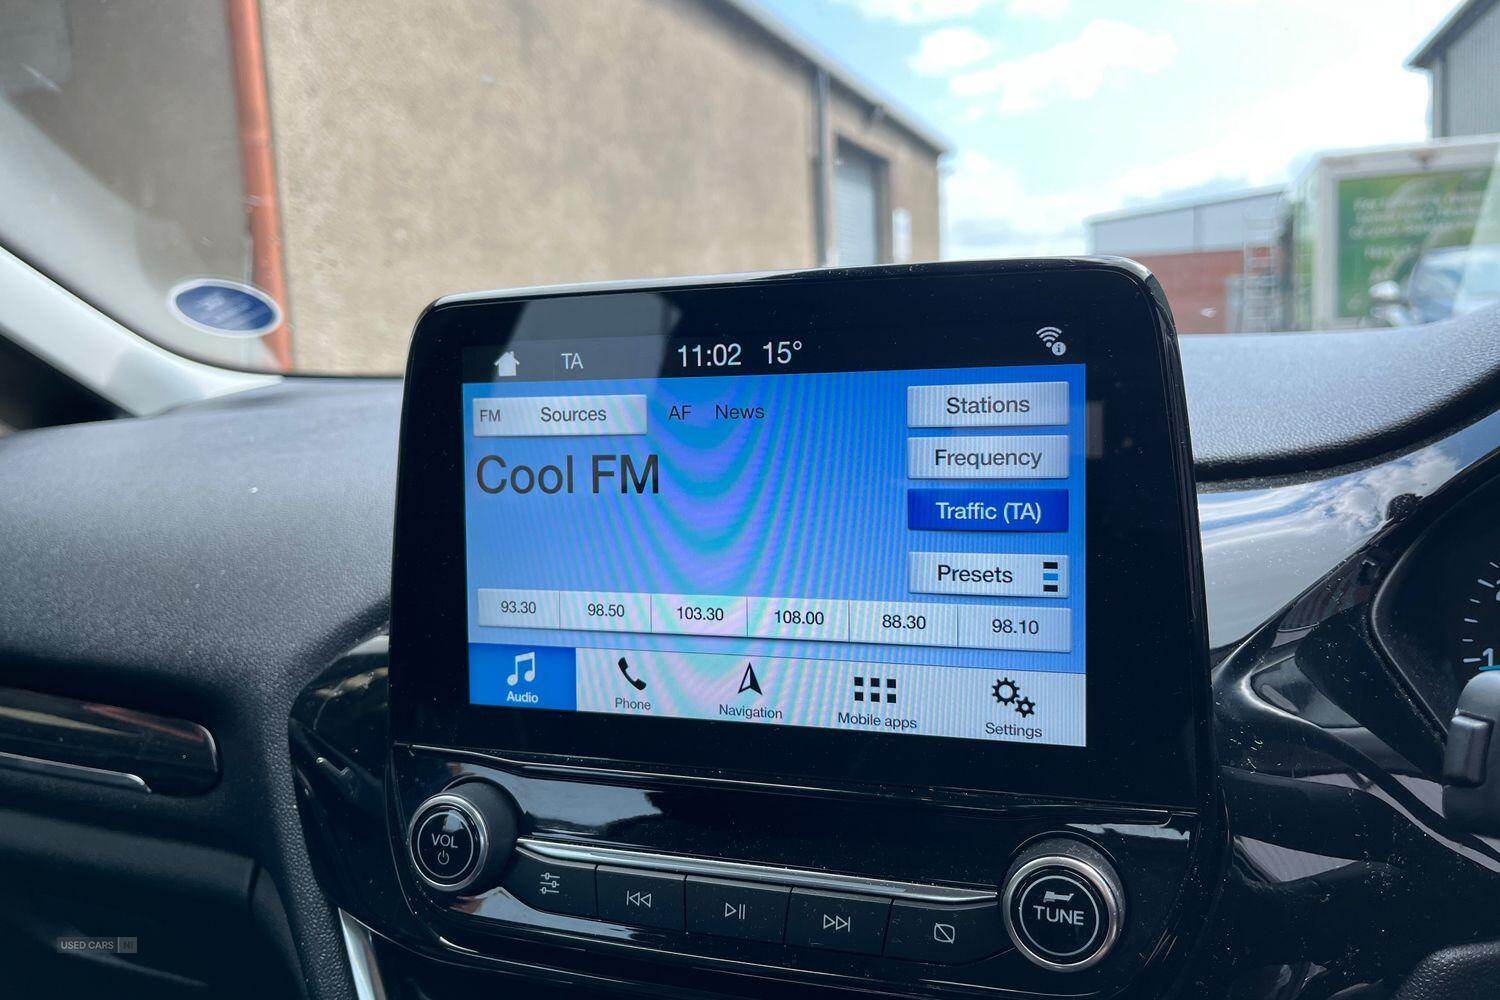 TA 11:02 15°
FM Sources AF News
Stations
Cool FM
Frequency
Traffic (TA)
Presets
93.30 98.50 103.30 108.00 88.30 98.10
Audio Phone Navigation Mobile apps Settings
VOL
TUNE
USED CARS NI